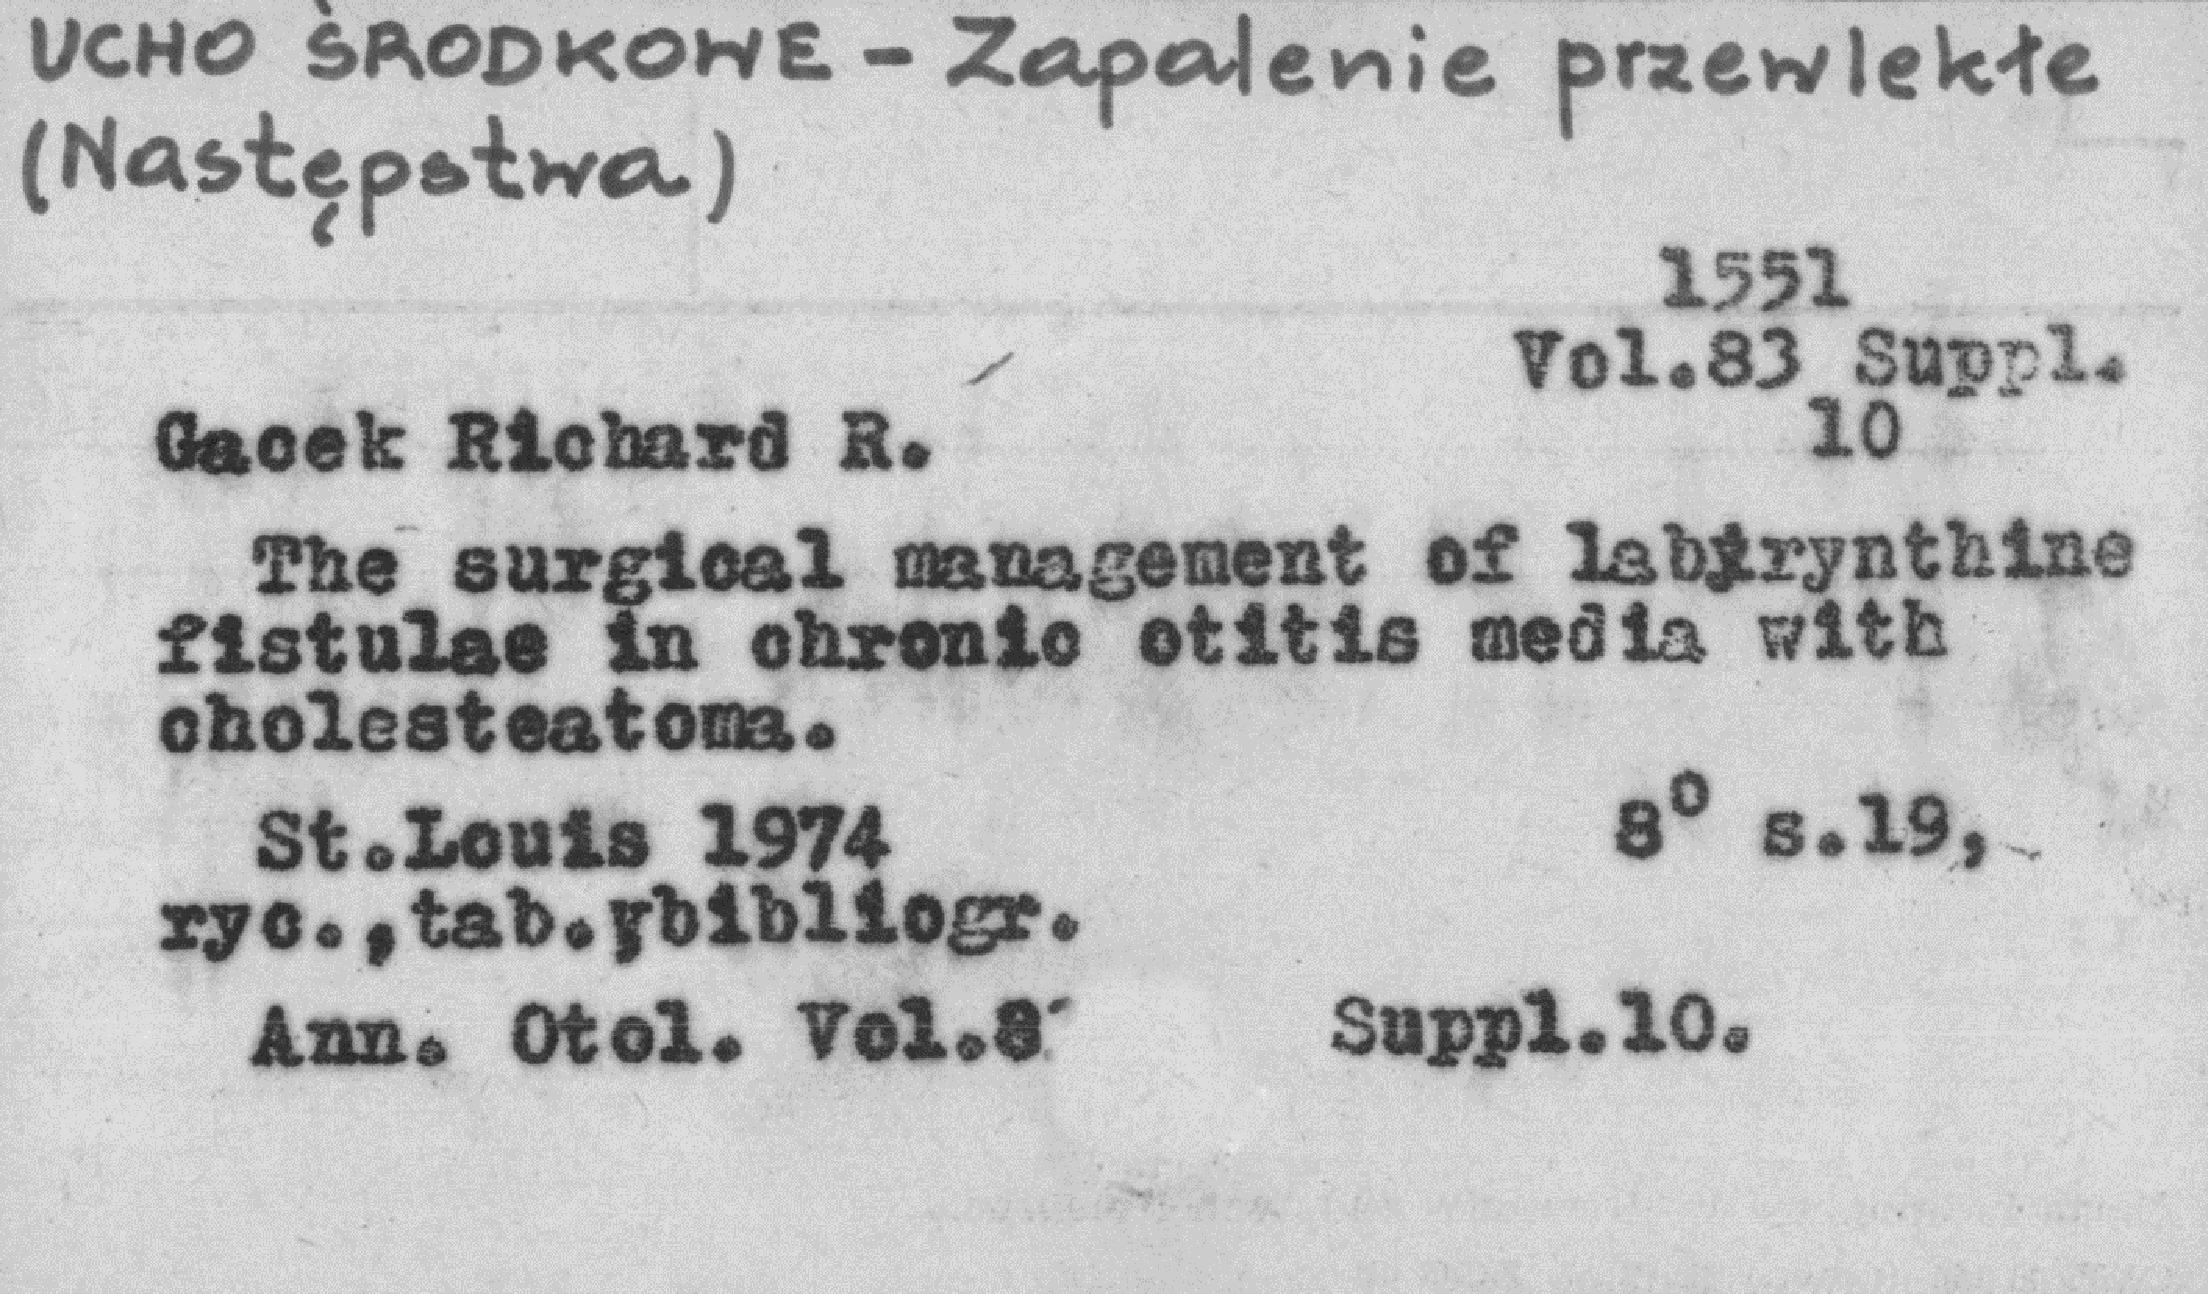 UCHO ŚRODKOWE - Zapalenie przewlekłe
(Następstwa)
1551
Vol.83 Suppl.
10
Gacek Richard R.
The surgical management of labyrynthine
fistulae in chronic otitis media with
cholesteatoma.
St.Louis 1974 8º s.19,
ryc.,tab.,bibliogr.
Ann. Otol. Vol.8 Suppl.10.